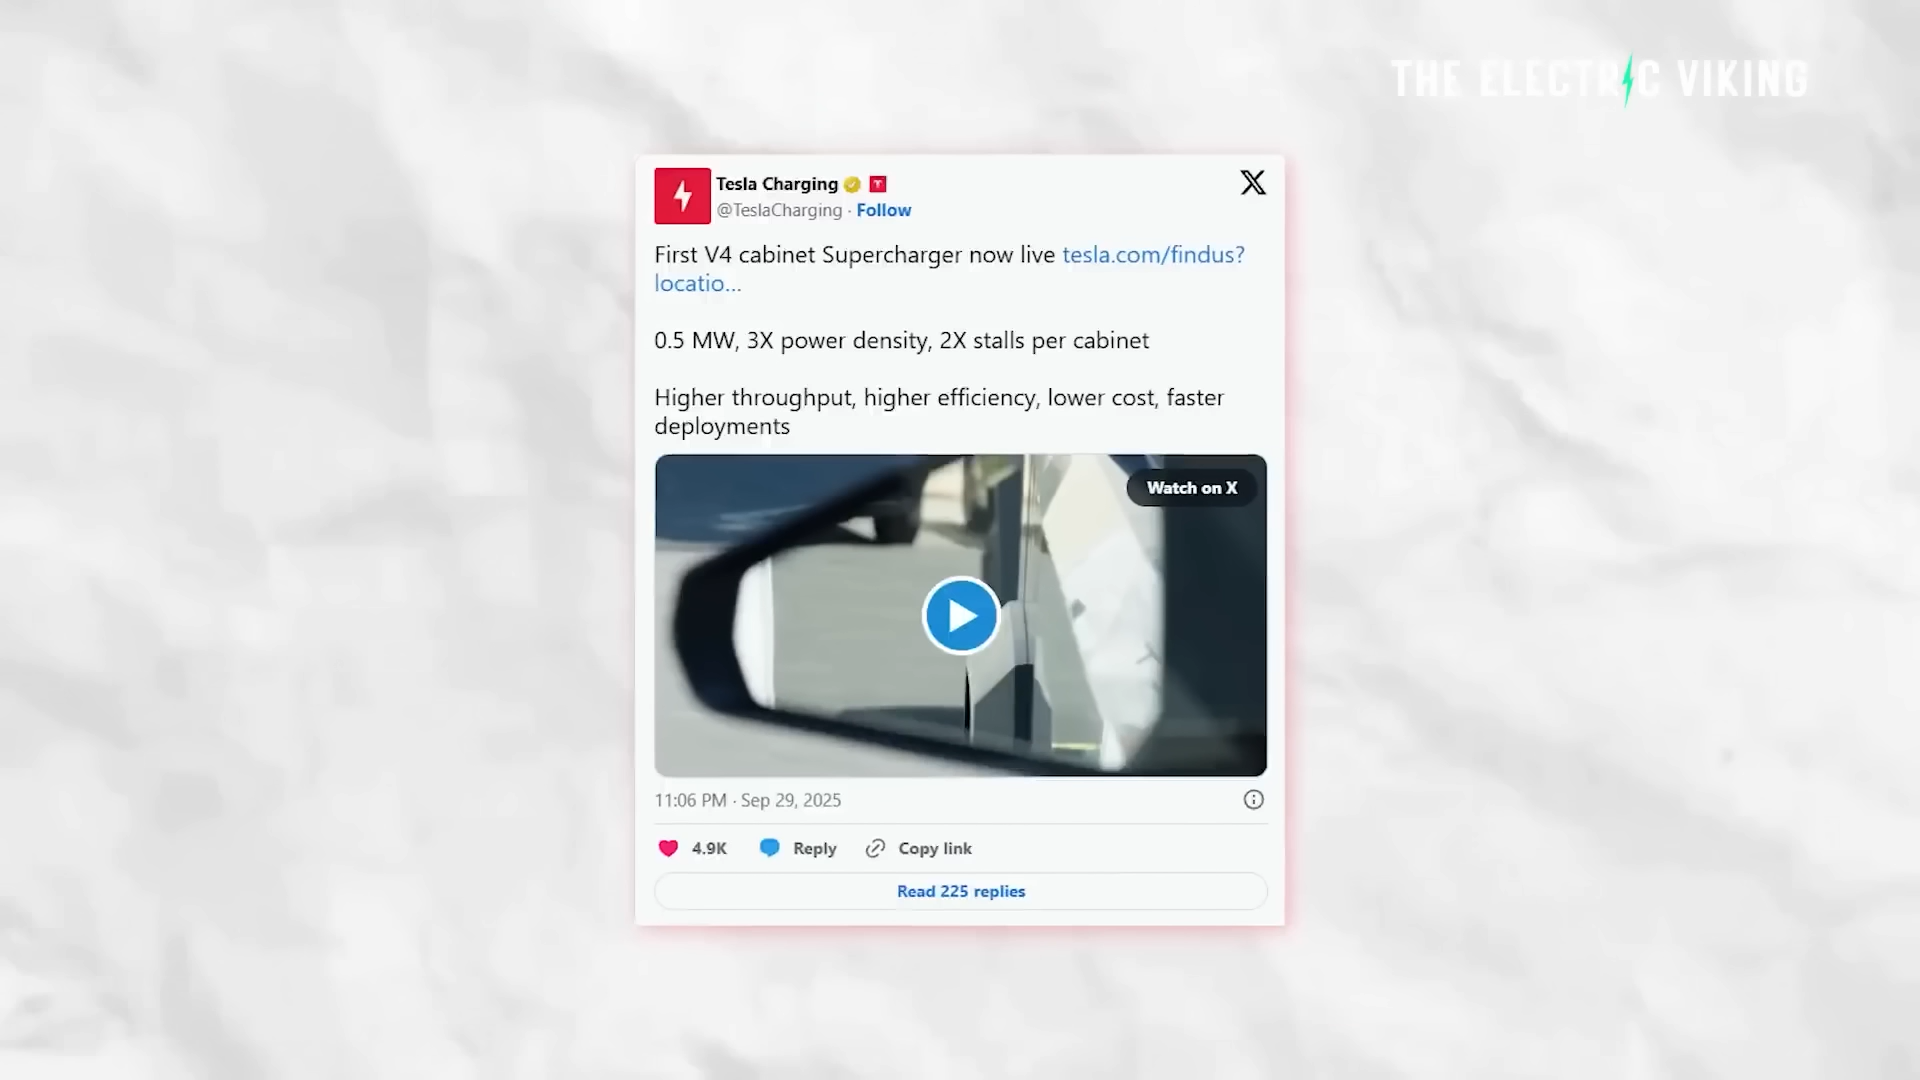 THE ELECTRIC VIKING
Tesla Charging
@TeslaCharging · Follow
First V4 cabinet Supercharger now live tesla.com/findus?
locatio...
0.5 MW, 3X power density, 2X stalls per cabinet
Higher throughput, higher efficiency, lower cost, faster
deployments
Watch on X
11:06 PM · Sep 29, 2025
4.9K Reply Copy link
Read 225 replies